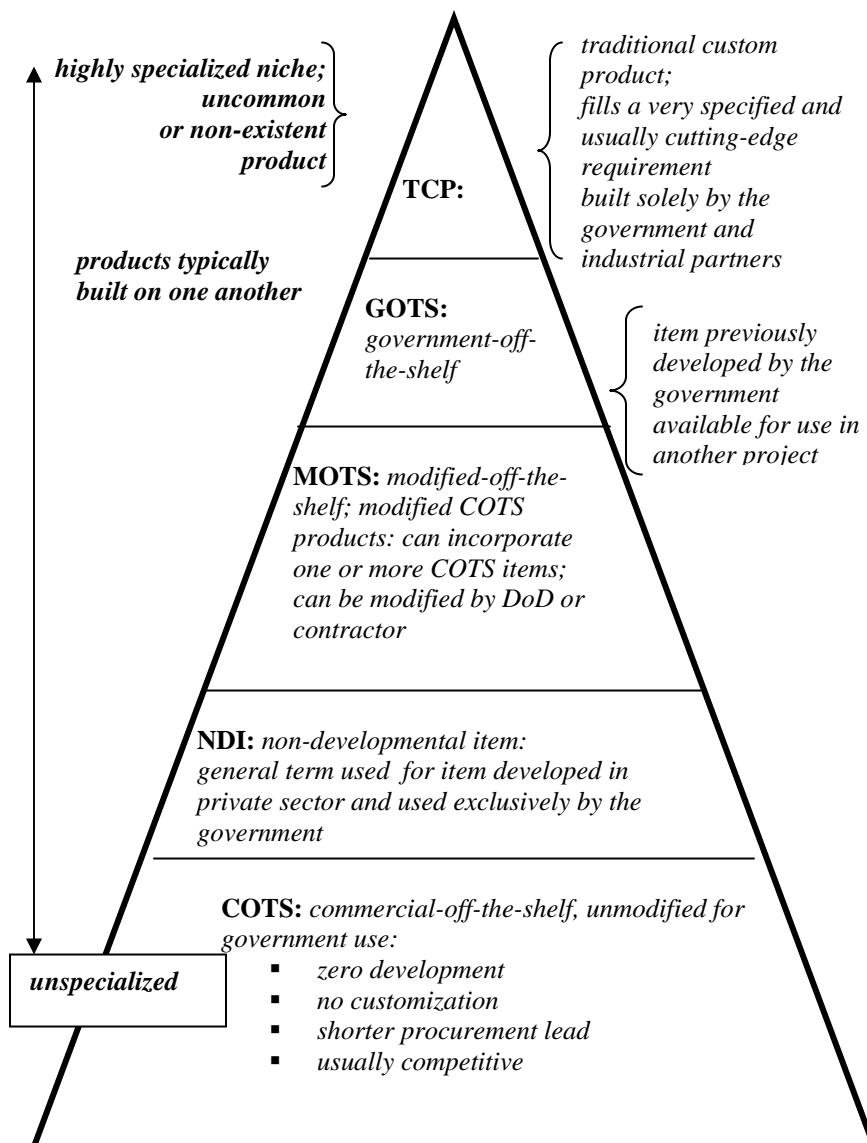 highly specialized niche;
uncommon
or non-existent
product
traditional custom
product;
fills a very specified and
usually cutting-edge
requirement
built solely by the
government and
industrial partners
TCP:
products typically
built on one another
GOTS:
government-off-
the-shelf
item previously
developed by the
government
available for use in
another project
MOTS: modified-off-the-
shelf; modified COTS
products: can incorporate
one or more COTS items;
can be modified by DoD or
contractor
NDI: non-developmental item:
general term used for item developed in
private sector and used exclusively by the
government
COTS: commercial-off-the-shelf, unmodified for
government use:
▪ zero development
▪ no customization
▪ shorter procurement lead
▪ usually competitive
unspecialized